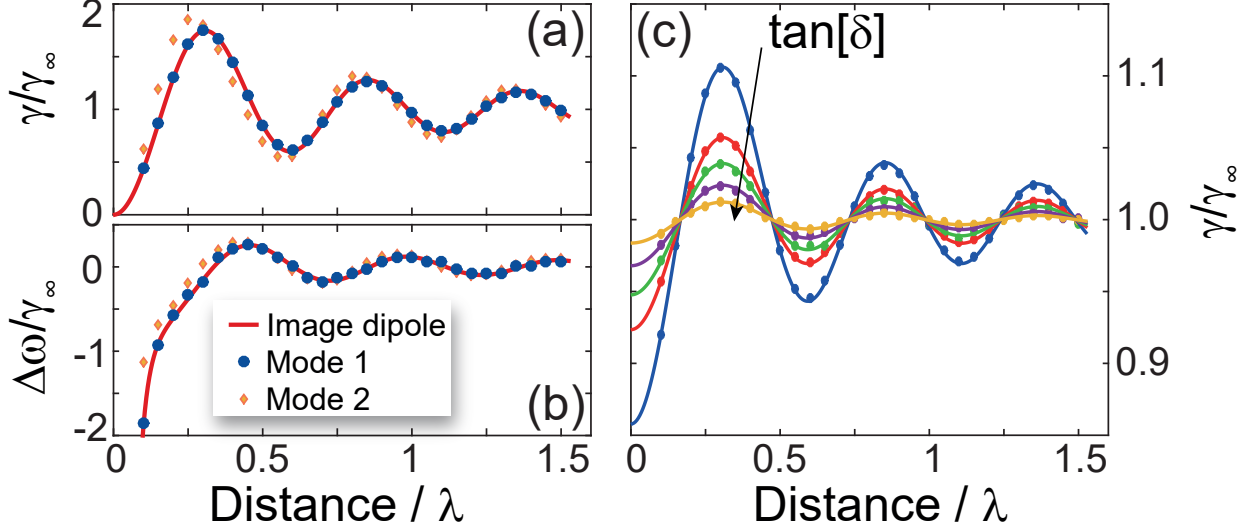 2
1
0
γ/γ∞
(a)
0
-1
-2
Δω/γ∞
Image dipole
Mode 1
Mode 2
(b)
0
0.5
1
1.5
Distance / λ
(c)
tan[δ]
1.1
1.0
0.9
γ/γ∞
0
0.5
1
1.5
Distance / λ